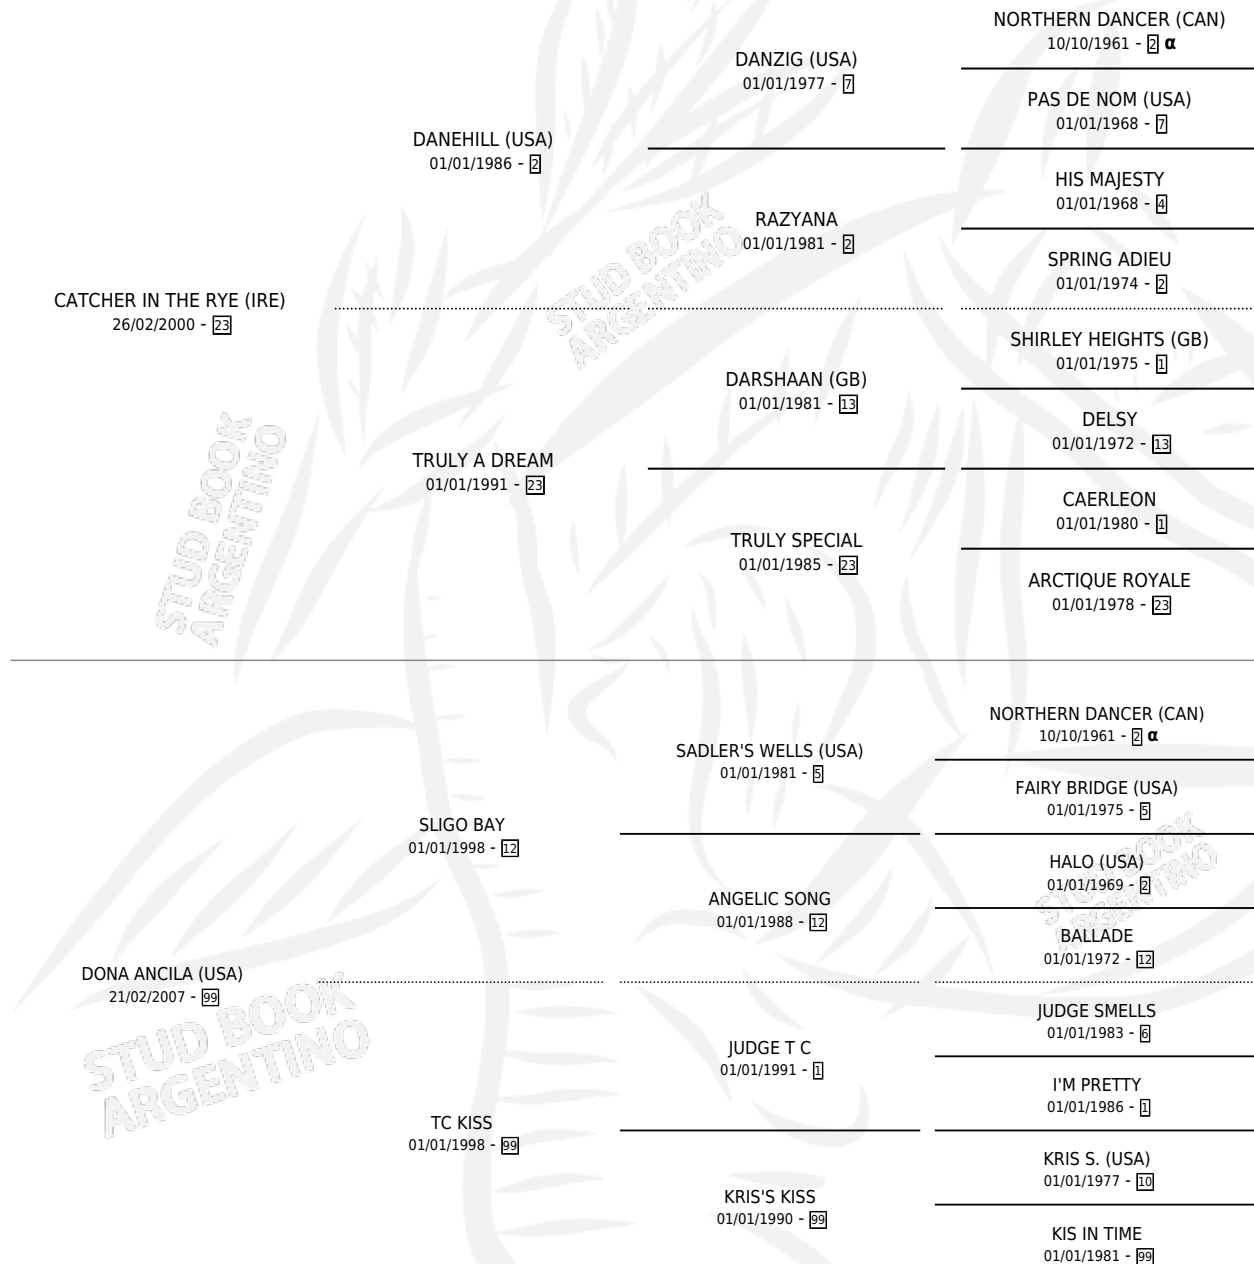 NORTHERN DANCER (CAN)
10/10/1961 - 2 α
DANZIG (USA)
01/01/1977 - 7
PAS DE NOM (USA)
01/01/1968 - 7
DANEHILL (USA)
01/01/1986 - 2
HIS MAJESTY
01/01/1968 - 4
RAZYANA
01/01/1981 - 2
SPRING ADIEU
01/01/1974 - 2
CATCHER IN THE RYE (IRE)
26/02/2000 - 23
STUD BOOK
ARGENTINO
SHIRLEY HEIGHTS (GB)
01/01/1975 - 1
DARSHAAN (GB)
01/01/1981 - 13
DELSY
01/01/1972 - 13
TRULY A DREAM
01/01/1991 - 23
CAERLEON
01/01/1980 - 1
TRULY SPECIAL
01/01/1985 - 23
ARCTIQUE ROYALE
01/01/1978 - 23
STUD BOOK
ARGENTINO
NORTHERN DANCER (CAN)
10/10/1961 - 2 α
SADLER'S WELLS (USA)
01/01/1981 - 5
FAIRY BRIDGE (USA)
01/01/1975 - 5
SLIGO BAY
01/01/1998 - 12
HALO (USA)
01/01/1969 - 2
STUD BOOK
ARGENTINO
ANGELIC SONG
01/01/1988 - 12
BALLADE
01/01/1972 - 12
DONA ANCILA (USA)
21/02/2007 - 99
STUD BOOK
ARGENTINO
JUDGE SMELLS
01/01/1983 - 6
JUDGE T C
01/01/1991 - 1
I'M PRETTY
01/01/1986 - 1
TC KISS
01/01/1998 - 99
KRIS S. (USA)
01/01/1977 - 10
KRIS'S KISS
01/01/1990 - 99
KIS IN TIME
01/01/1981 - 99